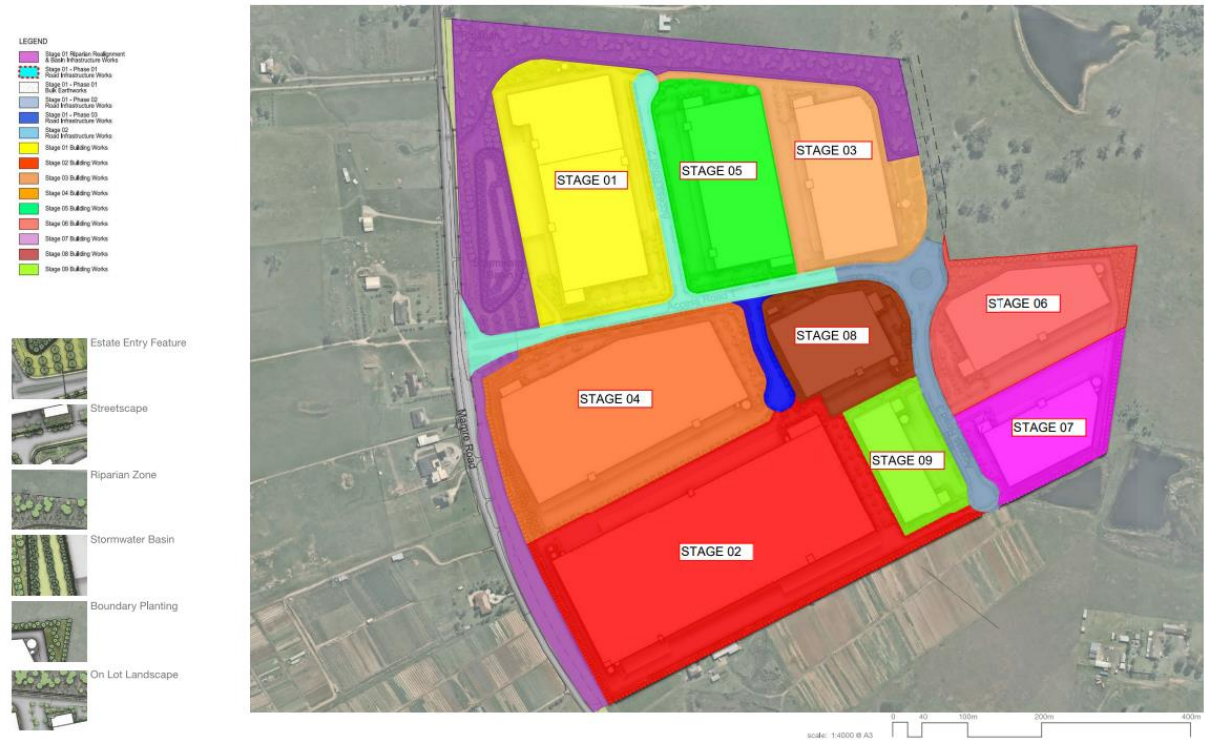 LEGEND
Stage 01 Riparian Realignment
& Basin Infrastructure Works
Stage 01 - Phase 01
Road Infrastructure Works
Stage 01 - Phase 01
Bulk Earthworks
Stage 01 - Phase 02
Road Infrastructure Works
Stage 01 - Phase 03
Road Infrastructure Works
Stage 02
Road Infrastructure Works
Stage 01 Building Works
Stage 02 Building Works
Stage 03 Building Works
Stage 04 Building Works
Stage 05 Building Works
Stage 06 Building Works
Stage 07 Building Works
Stage 08 Building Works
Stage 09 Building Works
Estate Entry Feature
Streetscape
Riparian Zone
Stormwater Basin
Boundary Planting
On Lot Landscape
STAGE 01
STAGE 05
STAGE 03
Access Road 2
Access Road 1
STAGE 06
STAGE 08
STAGE 04
STAGE 07
STAGE 09
STAGE 02
Road
scale: 1:4000 @ A3
0 40 100m 200m 400m